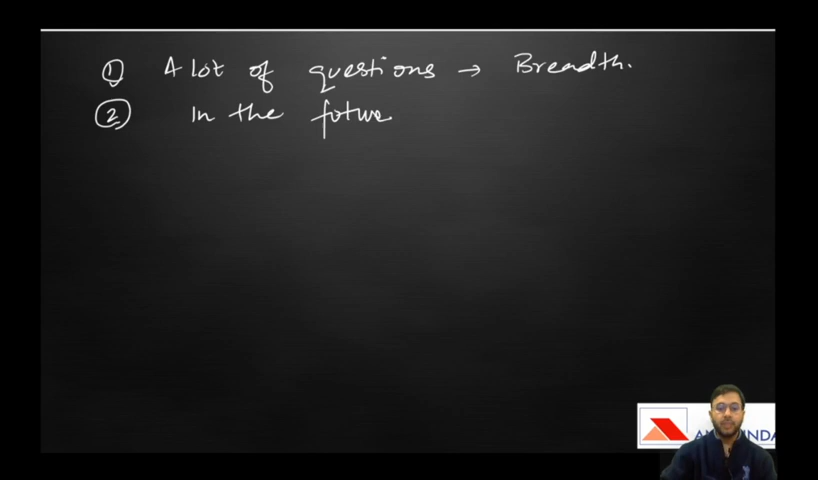 ① A lot of questions → Breadth.
② In the future